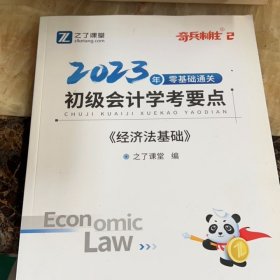 之了课堂
zlketang.com
奇兵制胜 2
2023年 零基础通关
初级会计学考要点
CHUJI KUAIJI XUEKAO YAODIAN
《经济法基础》
之了课堂 编
Economic
Law